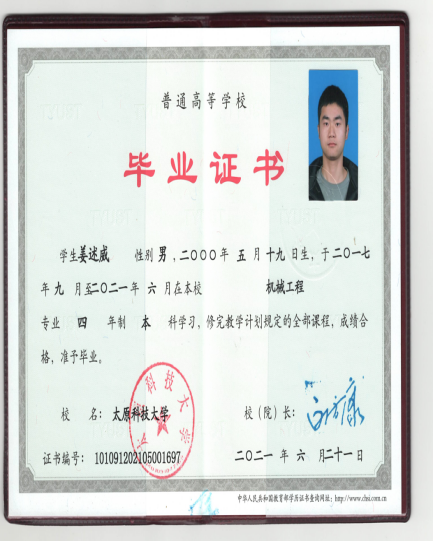 普通高等学校
毕业证书
学生 姜述威 性别 男，二〇〇〇年 五 月 十九 日生，于 二〇一七
年 九 月至 二〇二一 年 六 月在本校 机械工程
专业 四 年制 本 科学习，修完教学计划规定的全部课程，成绩合
格，准予毕业。
校 名：太原科技大学 校（院）长：
证书编号：101091202105001697 二〇二一 年 六 月 二十一 日
中华人民共和国教育部学历证书查询网址：http://www.chsi.com.cn